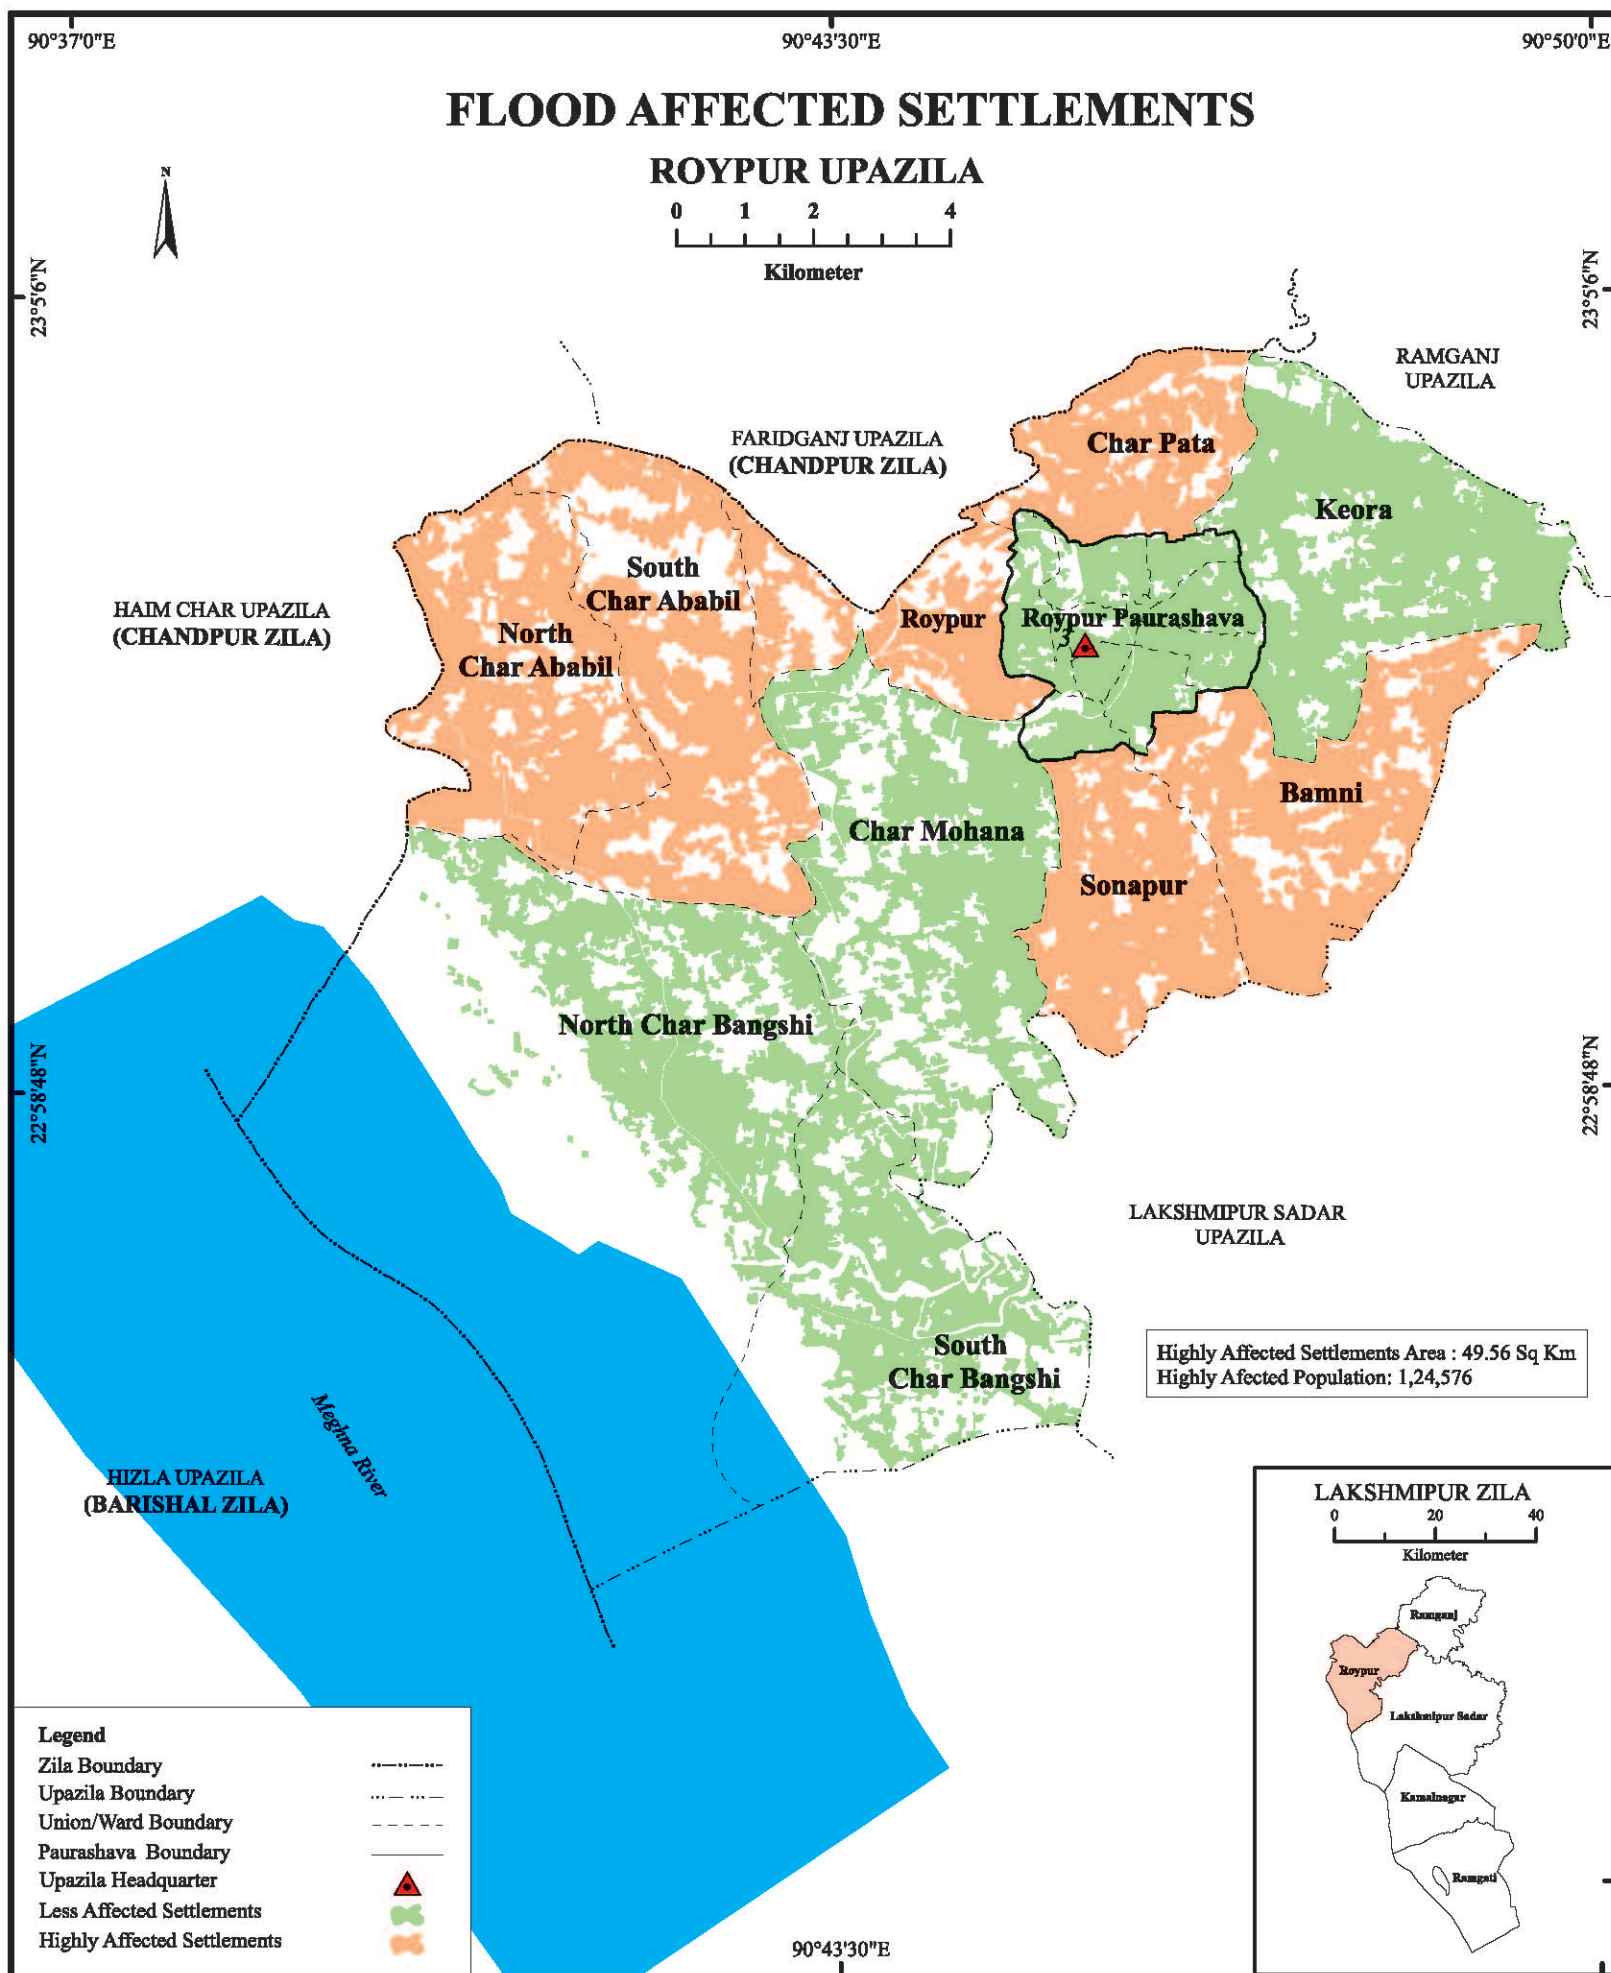 90°37'0"E
90°43'30"E
90°50'0"E
FLOOD AFFECTED SETTLEMENTS
ROYPUR UPAZILA
N
0 1 2 4
Kilometer
23°5'6"N
23°5'6"N
RAMGANJ
UPAZILA
FARIDGANJ UPAZILA
(CHANDPUR ZILA)
Char Pata
Keora
HAIM CHAR UPAZILA
(CHANDPUR ZILA)
South
Char Ababil
North
Char Ababil
Roypur
Roypur Paurashava
3
Bamni
Char Mohana
Sonapur
North Char Bangshi
22°58'48"N
22°58'48"N
LAKSHMIPUR SADAR
UPAZILA
South
Char Bangshi
Highly Affected Settlements Area : 49.56 Sq Km
Highly Afected Population: 1,24,576
Meghna River
HIZLA UPAZILA
(BARISHAL ZILA)
LAKSHMIPUR ZILA
0 20 40
Kilometer
Ramganj
Roypur
Lakshmipur Sadar
Kamalnagar
Ramgati
Legend
Zila Boundary
Upazila Boundary
Union/Ward Boundary
Paurashava Boundary
Upazila Headquarter
Less Affected Settlements
Highly Affected Settlements
90°43'30"E